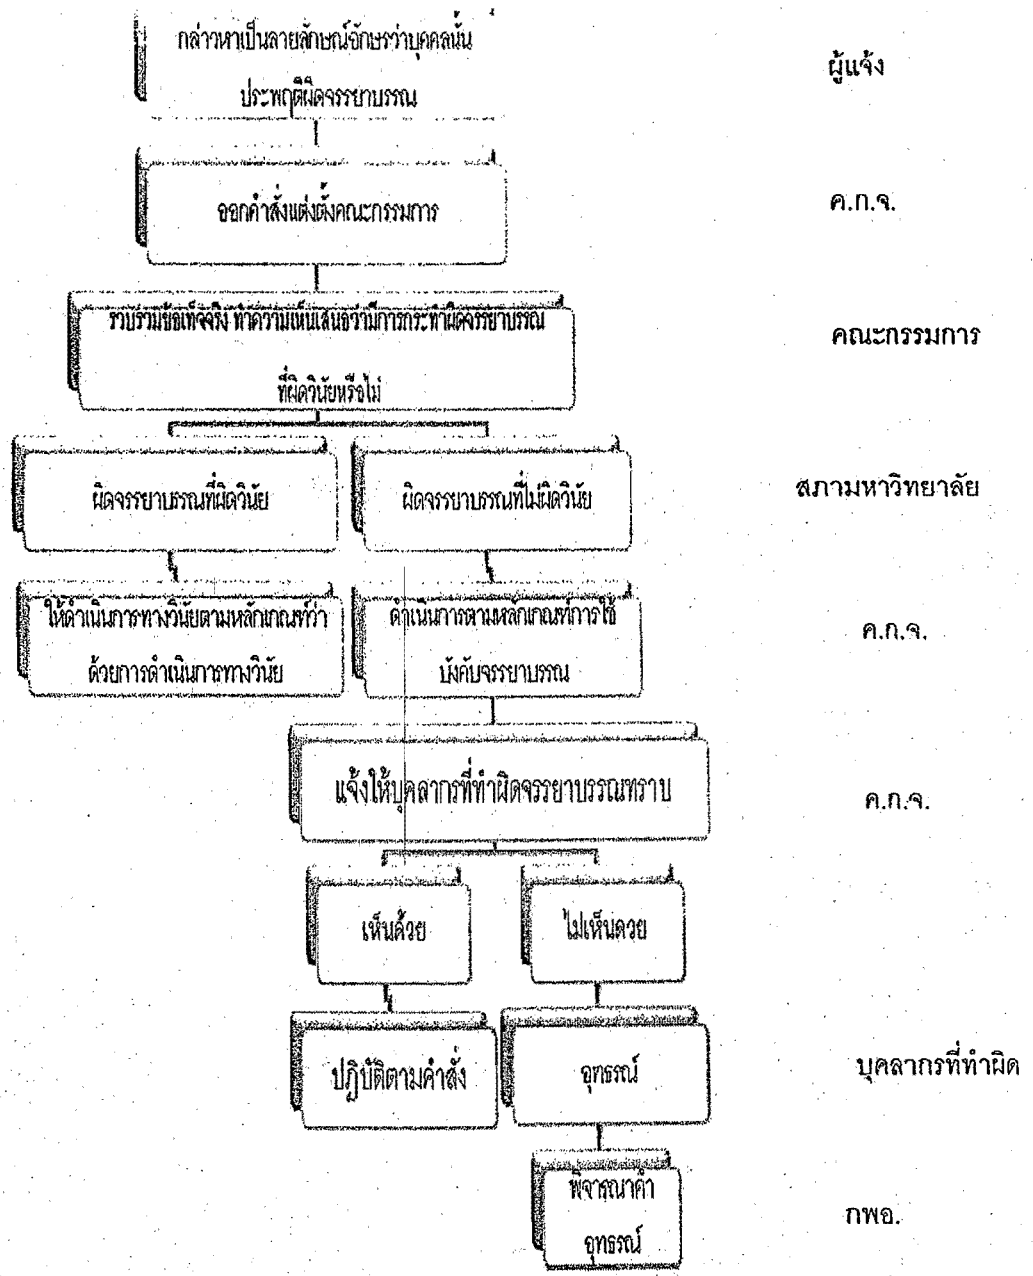 กล่าวหาเป็นลายลักษณ์อักษรว่าบุคคลนั้น
ประพฤติผิดจรรยาบรรณ
ผู้แจ้ง
ออกคำสั่งแต่งตั้งคณะกรรมการ
ค.ก.จ.
รวบรวมข้อเท็จจริง ทำความเห็นเสนอว่ามีการกระทำผิดจรรยาบรรณ
ที่ผิดวินัยหรือไม่
คณะกรรมการ
ผิดจรรยาบรรณที่ผิดวินัย
ผิดจรรยาบรรณที่ไม่ผิดวินัย
สภามหาวิทยาลัย
ให้ดำเนินการทางวินัยตามหลักเกณฑ์ว่า
ด้วยการดำเนินการทางวินัย
ดำเนินการตามหลักเกณฑ์การใช้
บังคับจรรยาบรรณ
ค.ก.จ.
แจ้งให้บุคลากรที่ทำผิดจรรยาบรรณทราบ
ค.ก.จ.
เห็นด้วย
ไม่เห็นดวย
ปฏิบัติตามคำสั่ง
อุทธรณ์
บุคลากรที่ทำผิด
พิจารณาคำ
อุทธรณ์
กพอ.